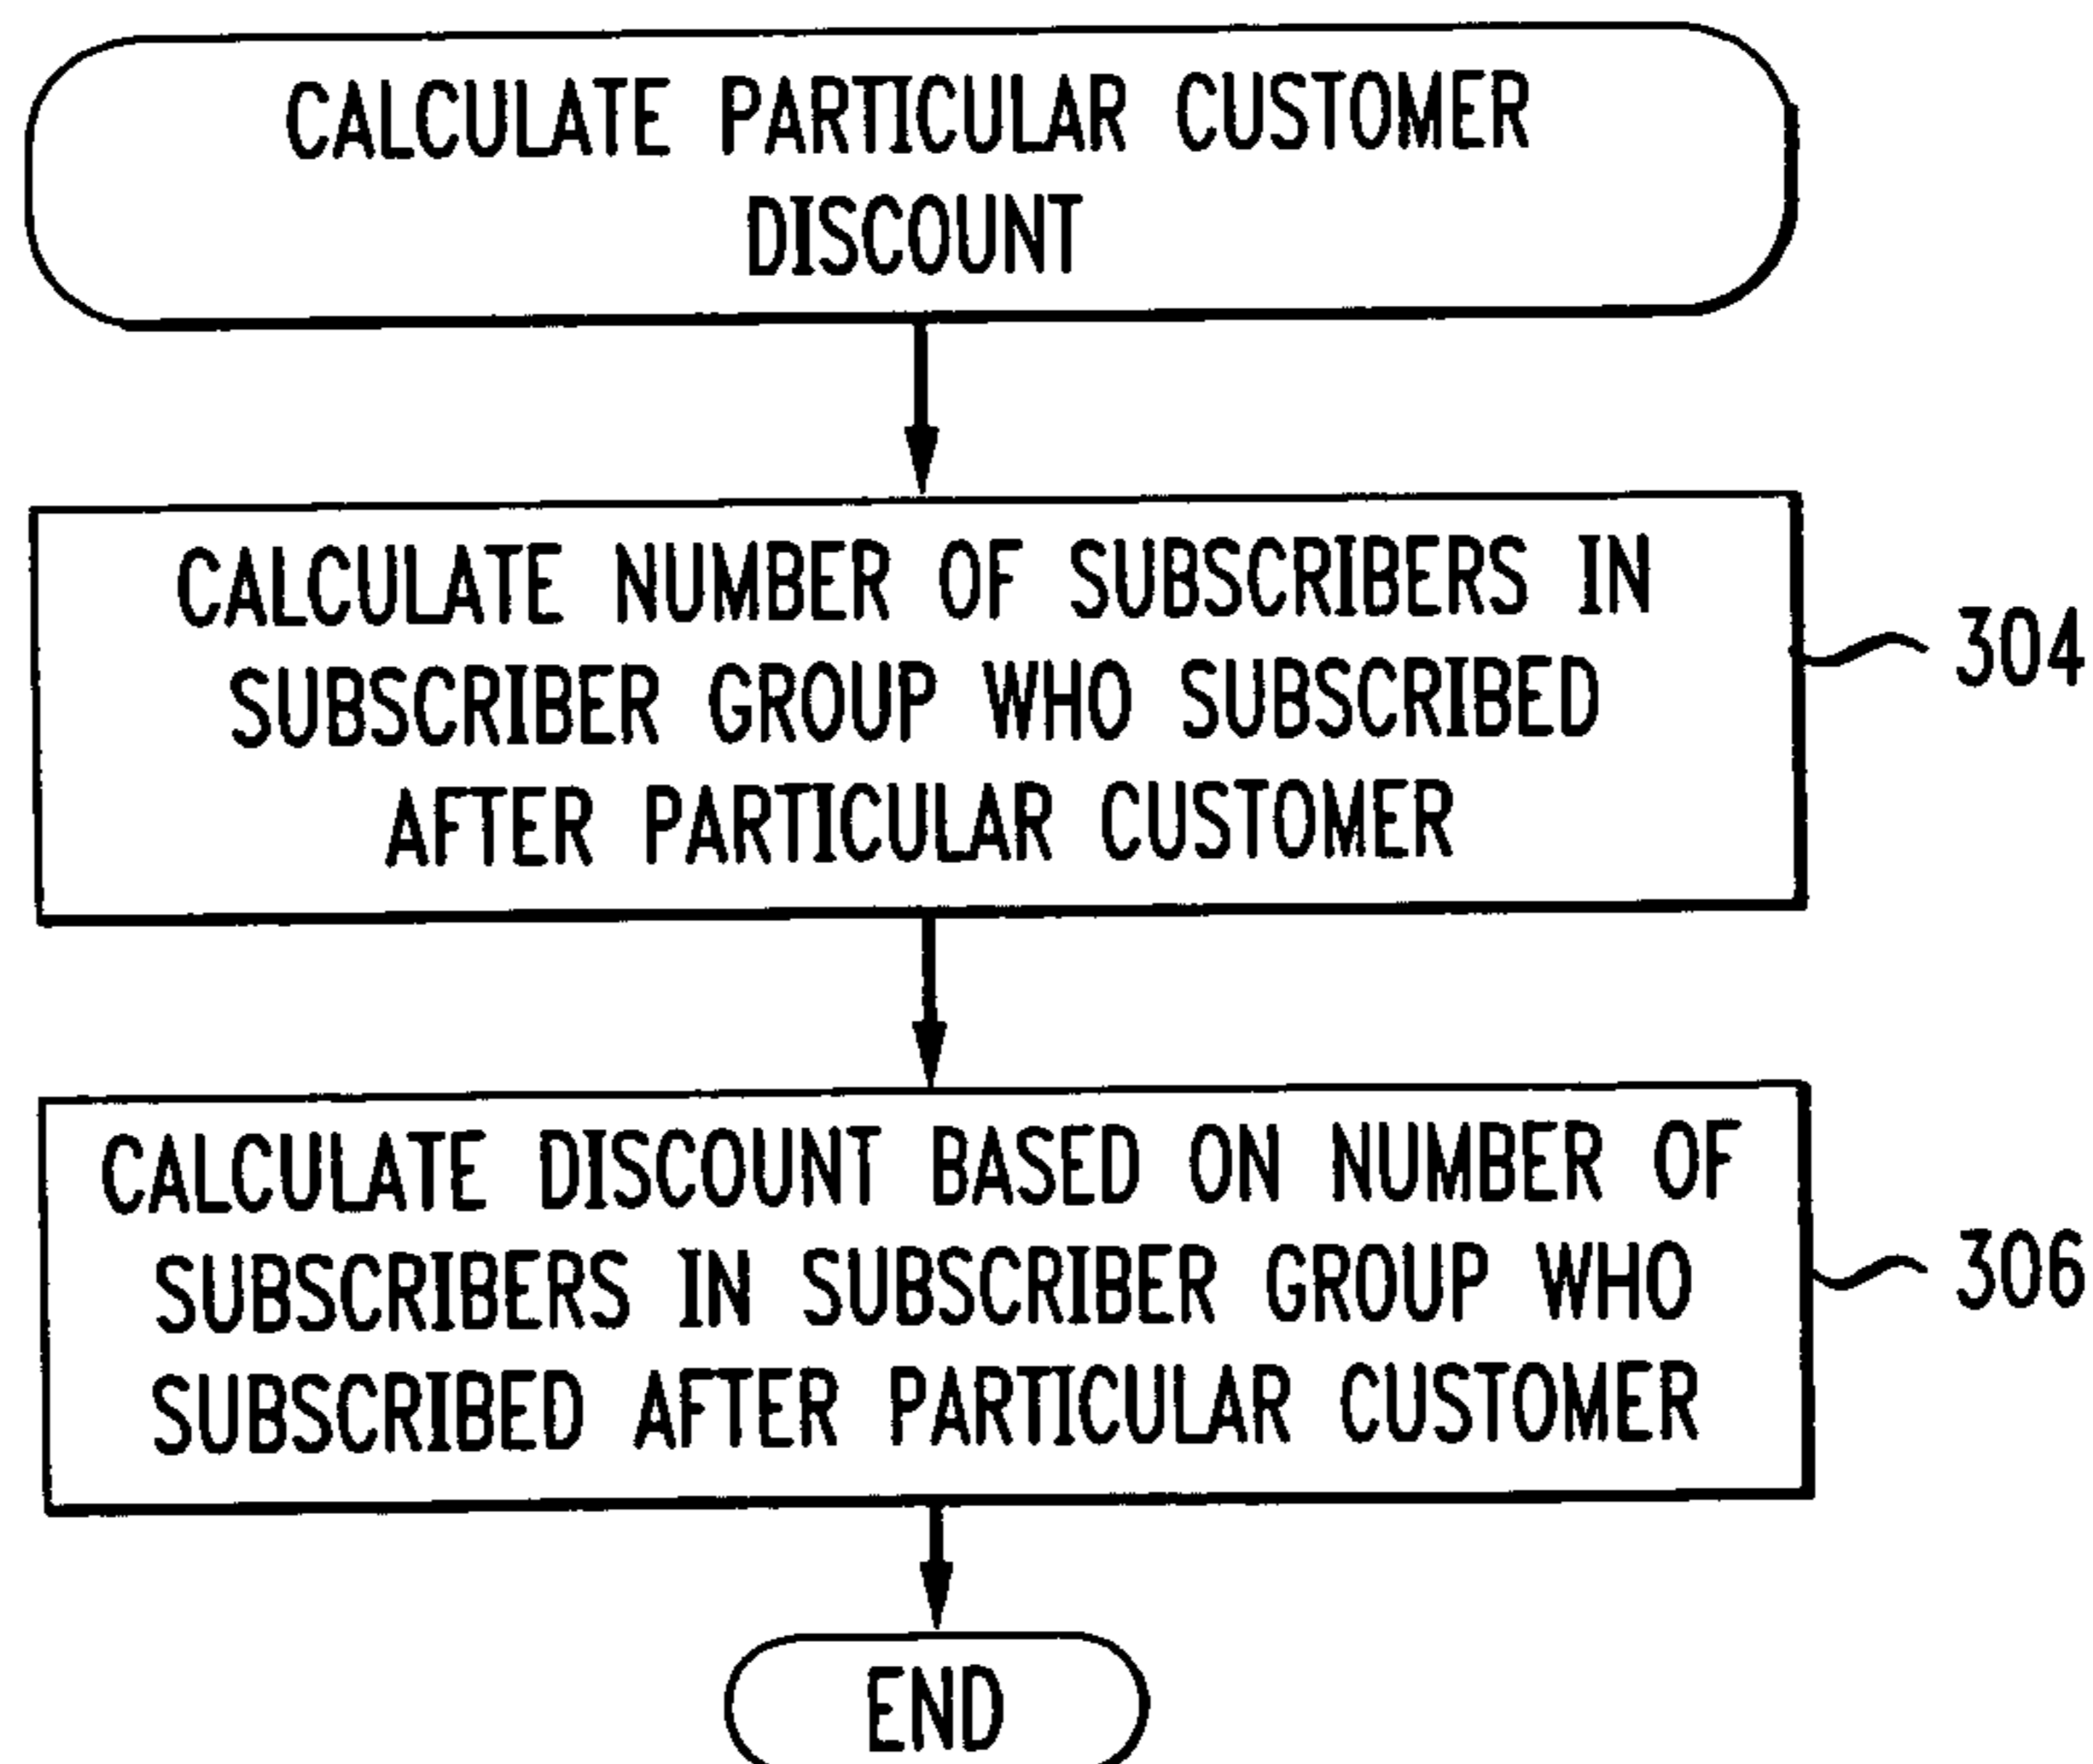 CALCULATE PARTICULAR CUSTOMER
DISCOUNT
CALCULATE NUMBER OF SUBSCRIBERS IN
SUBSCRIBER GROUP WHO SUBSCRIBED
AFTER PARTICULAR CUSTOMER
304
CALCULATE DISCOUNT BASED ON NUMBER OF
SUBSCRIBERS IN SUBSCRIBER GROUP WHO
SUBSCRIBED AFTER PARTICULAR CUSTOMER
306
END